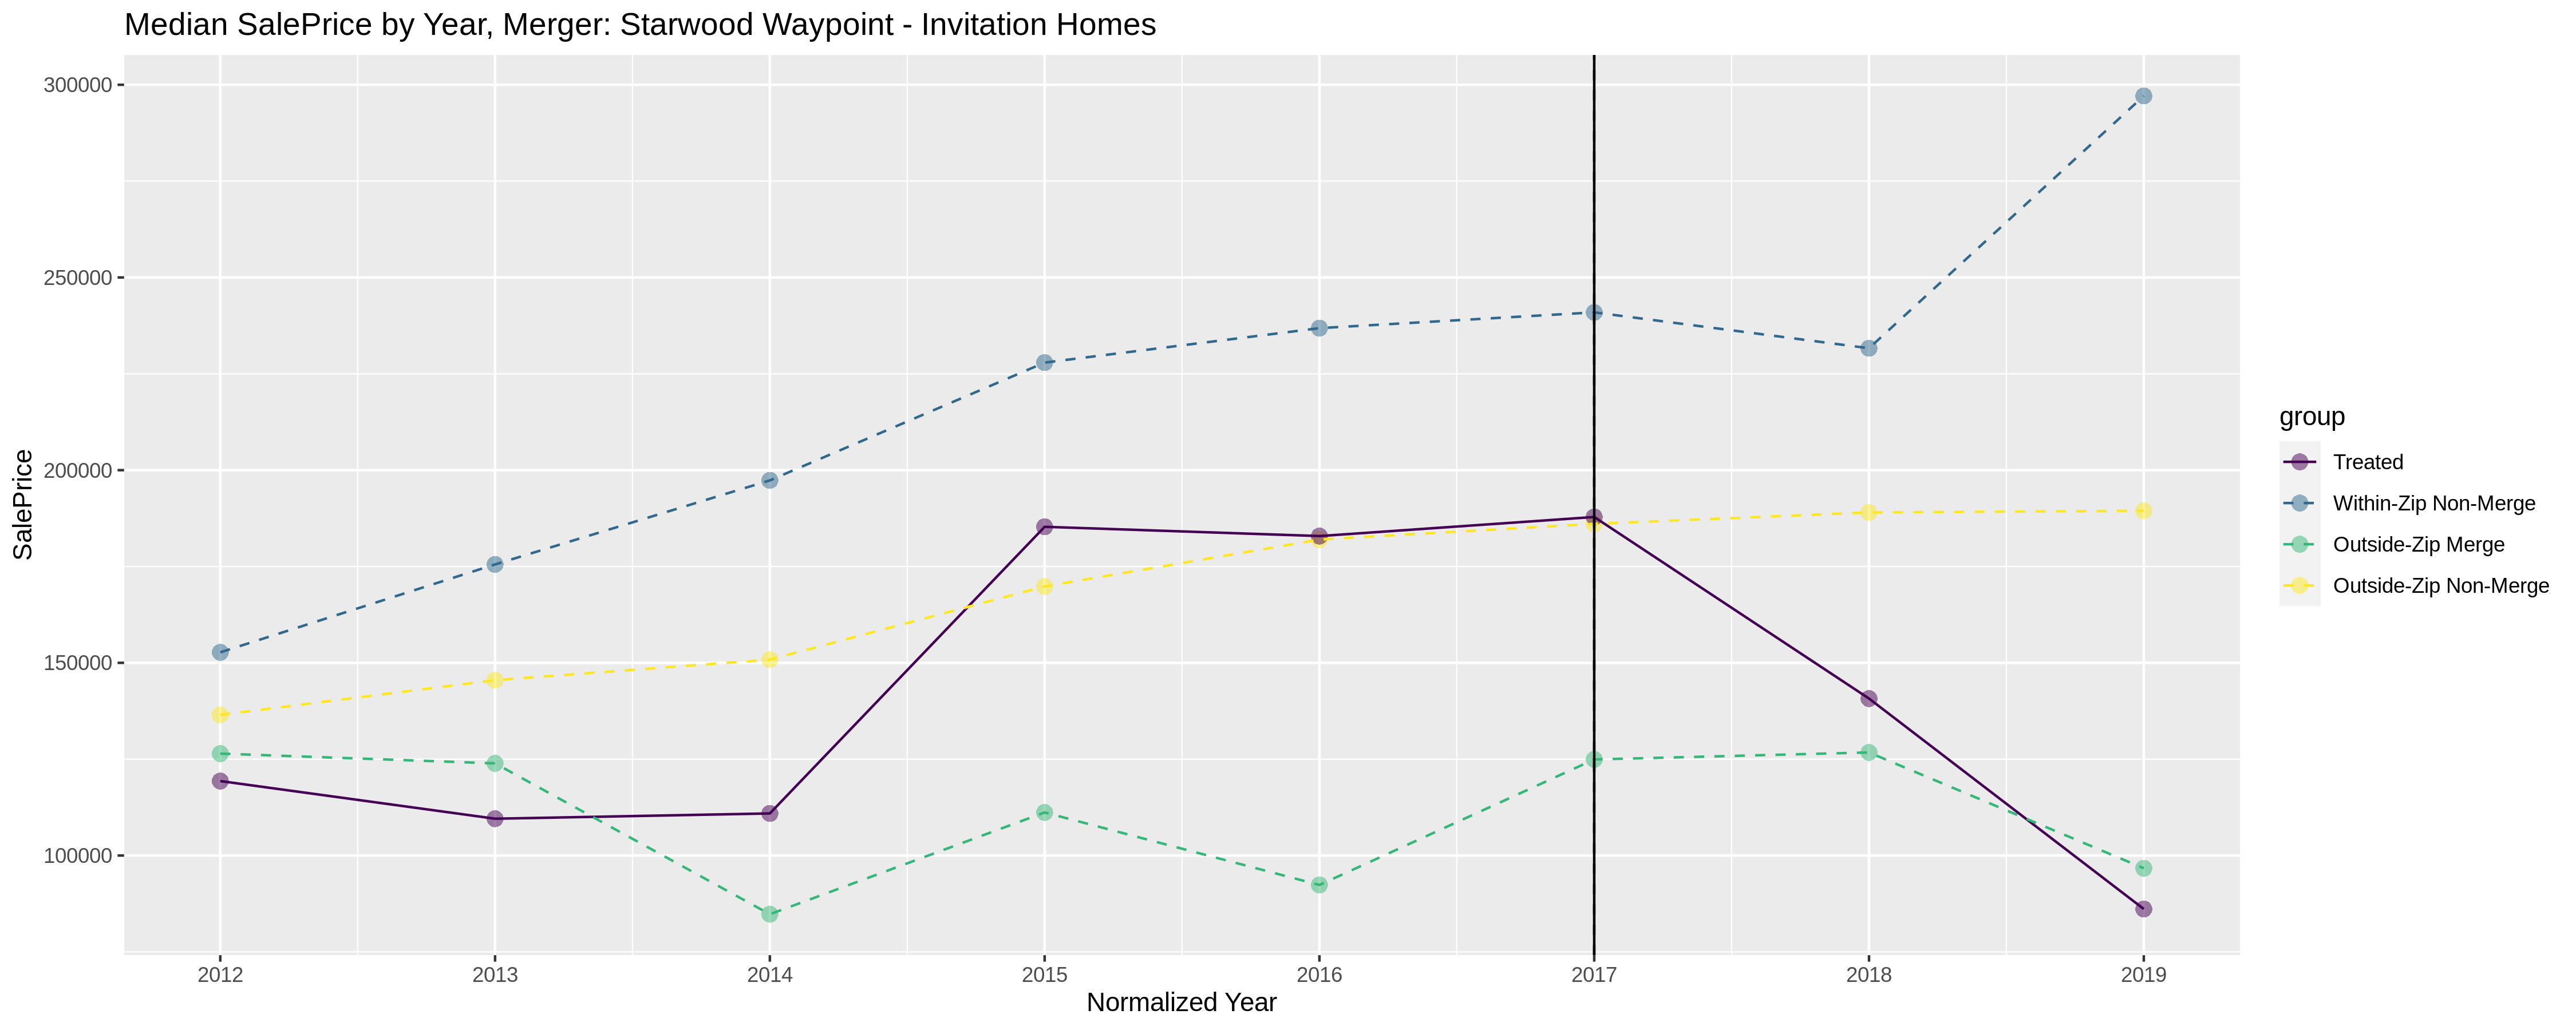 Median SalePrice by Year, Merger: Starwood Waypoint - Invitation Homes
300000
250000
200000
150000
100000
SalePrice
2012 2013 2014 2015 2016 2017 2018 2019
Normalized Year
group
Treated
Within-Zip Non-Merge
Outside-Zip Merge
Outside-Zip Non-Merge